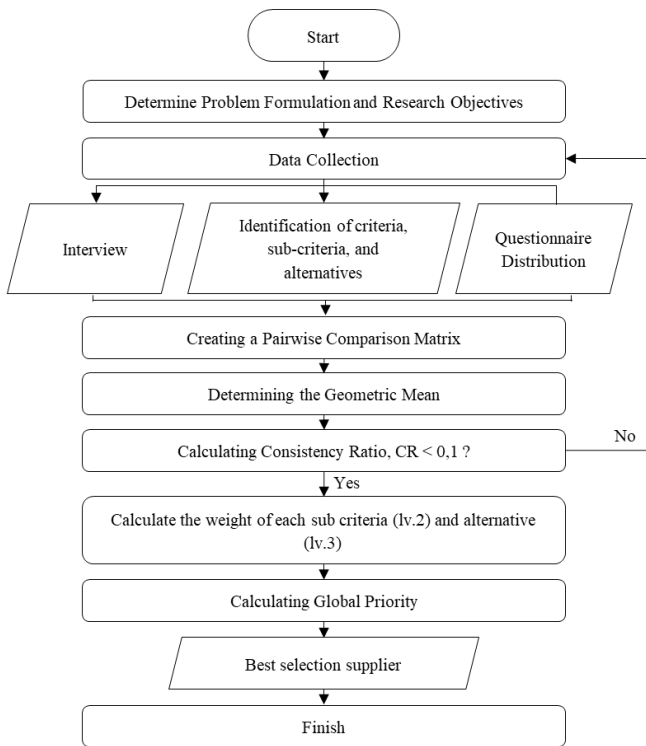 Start
Determine Problem Formulation and Research Objectives
Data Collection
Interview
Identification of criteria,
sub-criteria, and
alternatives
Questionnaire
Distribution
Creating a Pairwise Comparison Matrix
Determining the Geometric Mean
Calculating Consistency Ratio, CR < 0,1 ?
No
Yes
Calculate the weight of each sub criteria (lv.2) and alternative
(lv.3)
Calculating Global Priority
Best selection supplier
Finish